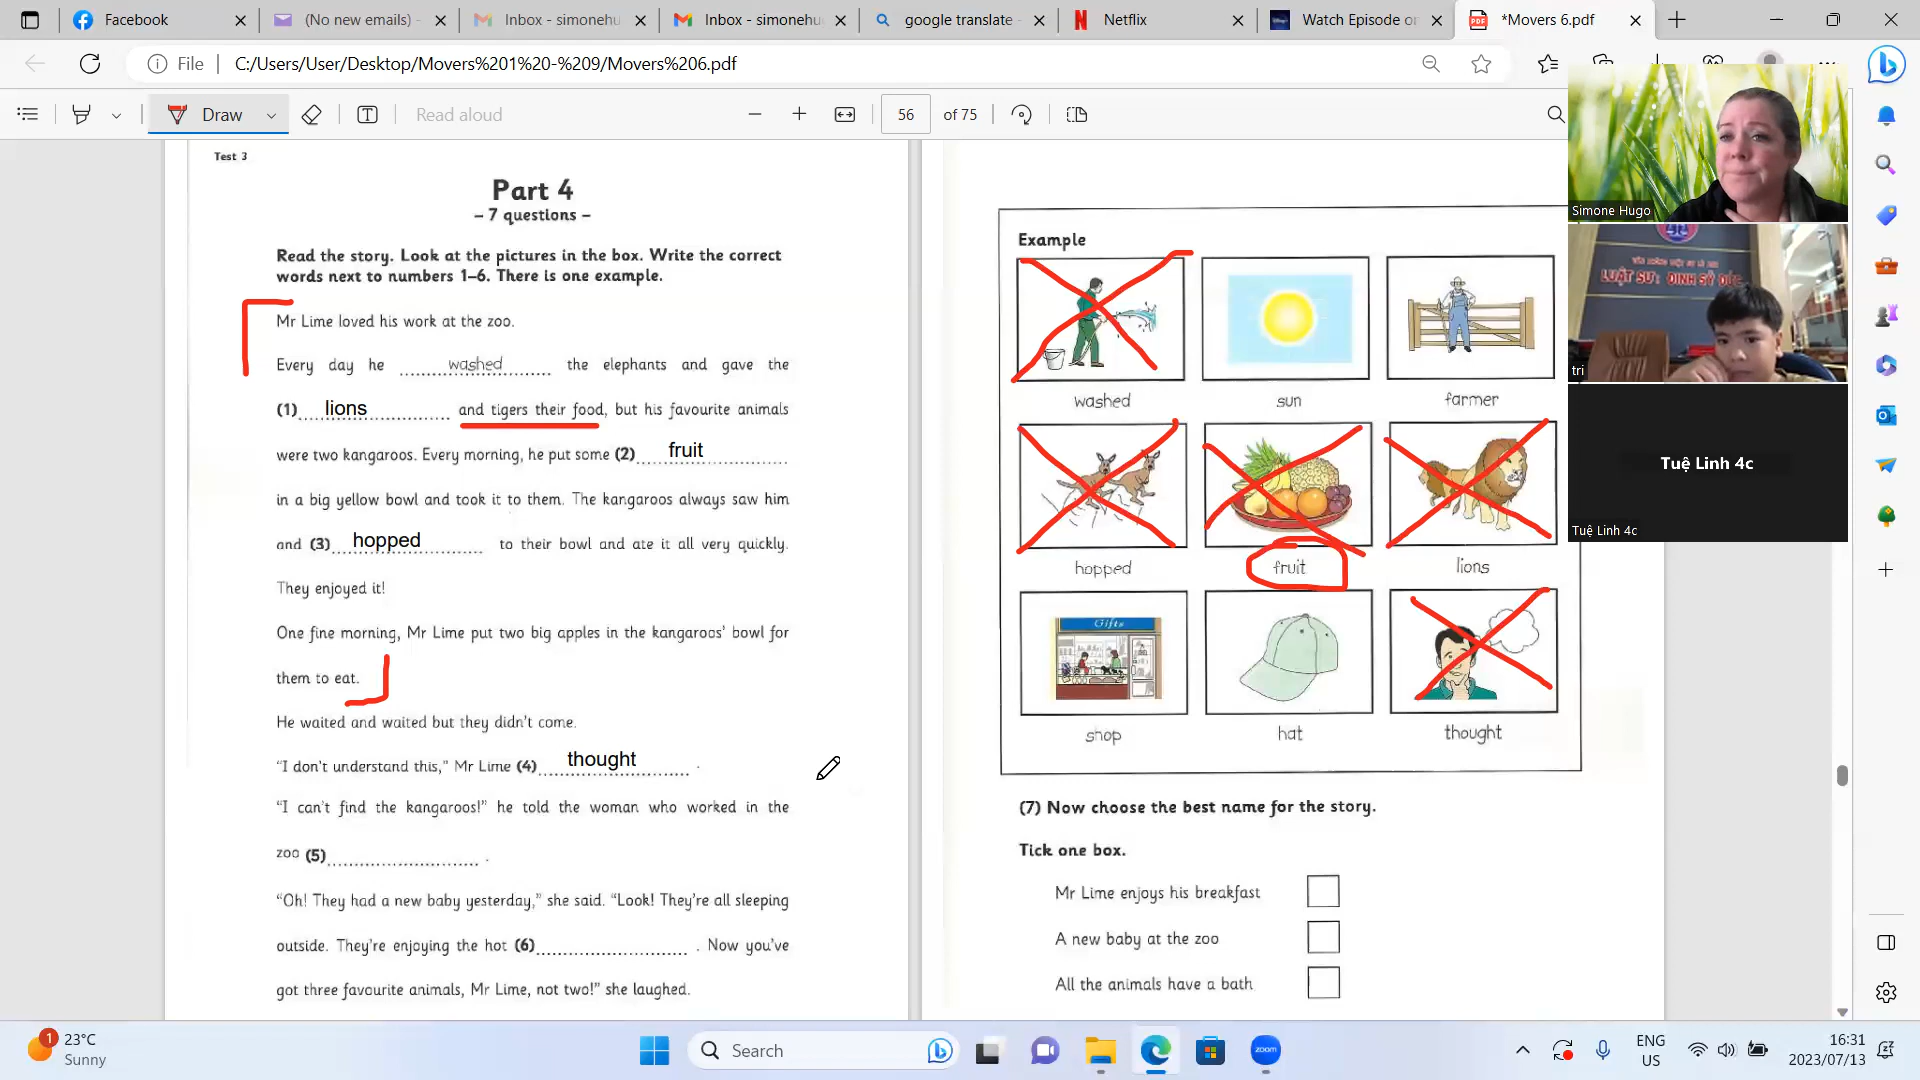 Facebook
(No new emails) -
Inbox - simonehu
Inbox - simonehu
google translate -
Netflix
Watch Episode or
*Movers 6.pdf
File
C:/Users/User/Desktop/Movers%201%20-%209/Movers%206.pdf
Draw
Read aloud
56 of 75
Test 3
Part 4
– 7 questions –
Read the story. Look at the pictures in the box. Write the correct
words next to numbers 1–6. There is one example.
Mr Lime loved his work at the zoo.
Every day he washed the elephants and gave the
(1) lions and tigers their food, but his favourite animals
were two kangaroos. Every morning, he put some (2) fruit
in a big yellow bowl and took it to them. The kangaroos always saw him
and (3) hopped to their bowl and ate it all very quickly.
They enjoyed it!
One fine morning, Mr Lime put two big apples in the kangaroos' bowl for
them to eat.
He waited and waited but they didn't come.
"I don't understand this," Mr Lime (4) thought .
"I can't find the kangaroos!" he told the woman who worked in the
zoo (5) .
"Oh! They had a new baby yesterday," she said. "Look! They're all sleeping
outside. They're enjoying the hot (6) . Now you've
got three favourite animals, Mr Lime, not two!" she laughed.
Example
washed sun farmer
hopped fruit lions
Gifts
shop hat thought
(7) Now choose the best name for the story.
Tick one box.
Mr Lime enjoys his breakfast
A new baby at the zoo
All the animals have a bath
Simone Hugo
LUẬT SƯ: ĐINH SỸ ĐỨC
tri
Tuệ Linh 4c
Tuệ Linh 4c
1
23°C
Sunny
Search
zoom
ENG
US
16:31
2023/07/13